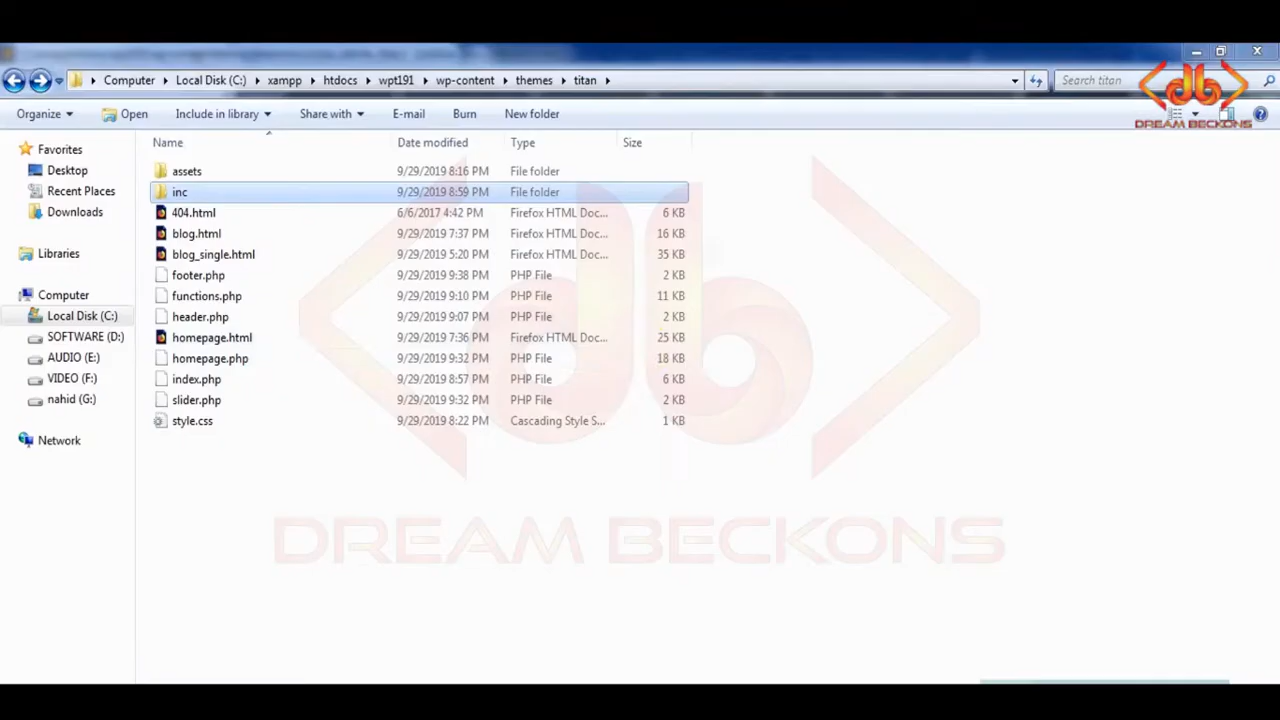 Computer Local Disk (C:) xampp htdocs wpt191 wp-content themes titan Search titan
db
DREAM BECKONS
Organize Open Include in library Share with E-mail Burn New folder
Name Date modified Type Size
Favorites
Desktop
Recent Places
Downloads
Libraries
Computer
Local Disk (C:)
SOFTWARE (D:)
AUDIO (E:)
VIDEO (F:)
nahid (G:)
Network
assets 9/29/2019 8:16 PM File folder
inc 9/29/2019 8:59 PM File folder
404.html 6/6/2017 4:42 PM Firefox HTML Doc... 6 KB
blog.html 9/29/2019 7:37 PM Firefox HTML Doc... 16 KB
blog_single.html 9/29/2019 5:20 PM Firefox HTML Doc... 35 KB
footer.php 9/29/2019 9:38 PM PHP File 2 KB
functions.php 9/29/2019 9:10 PM PHP File 11 KB
header.php 9/29/2019 9:07 PM PHP File 2 KB
homepage.html 9/29/2019 7:36 PM Firefox HTML Doc... 25 KB
homepage.php 9/29/2019 9:32 PM PHP File 18 KB
index.php 9/29/2019 8:57 PM PHP File 6 KB
slider.php 9/29/2019 9:32 PM PHP File 2 KB
style.css 9/29/2019 8:22 PM Cascading Style S... 1 KB
db
DREAM BECKONS